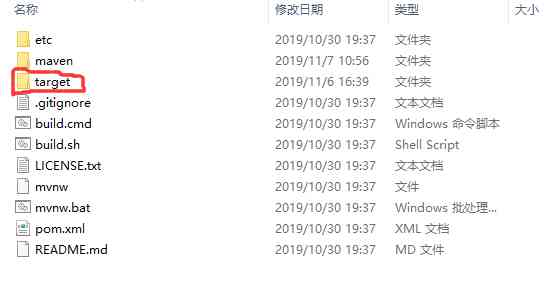 修改日期 类型 大小
etc 2019/10/30 19:37 文件夹
maven 2019/11/7 10:56 文件夹
target 2019/11/6 16:39 文件夹
.gitignore 2019/10/30 19:37 文本文档
build.cmd 2019/10/30 19:37 Windows 命令脚本
build.sh 2019/10/30 19:37 Shell Script
LICENSE.txt 2019/10/30 19:37 文本文档
mvnw 2019/10/30 19:37 文件
mvnw.bat 2019/10/30 19:37 Windows 批处理...
pom.xml 2019/10/30 19:37 XML 文档
README.md 2019/10/30 19:37 MD 文件